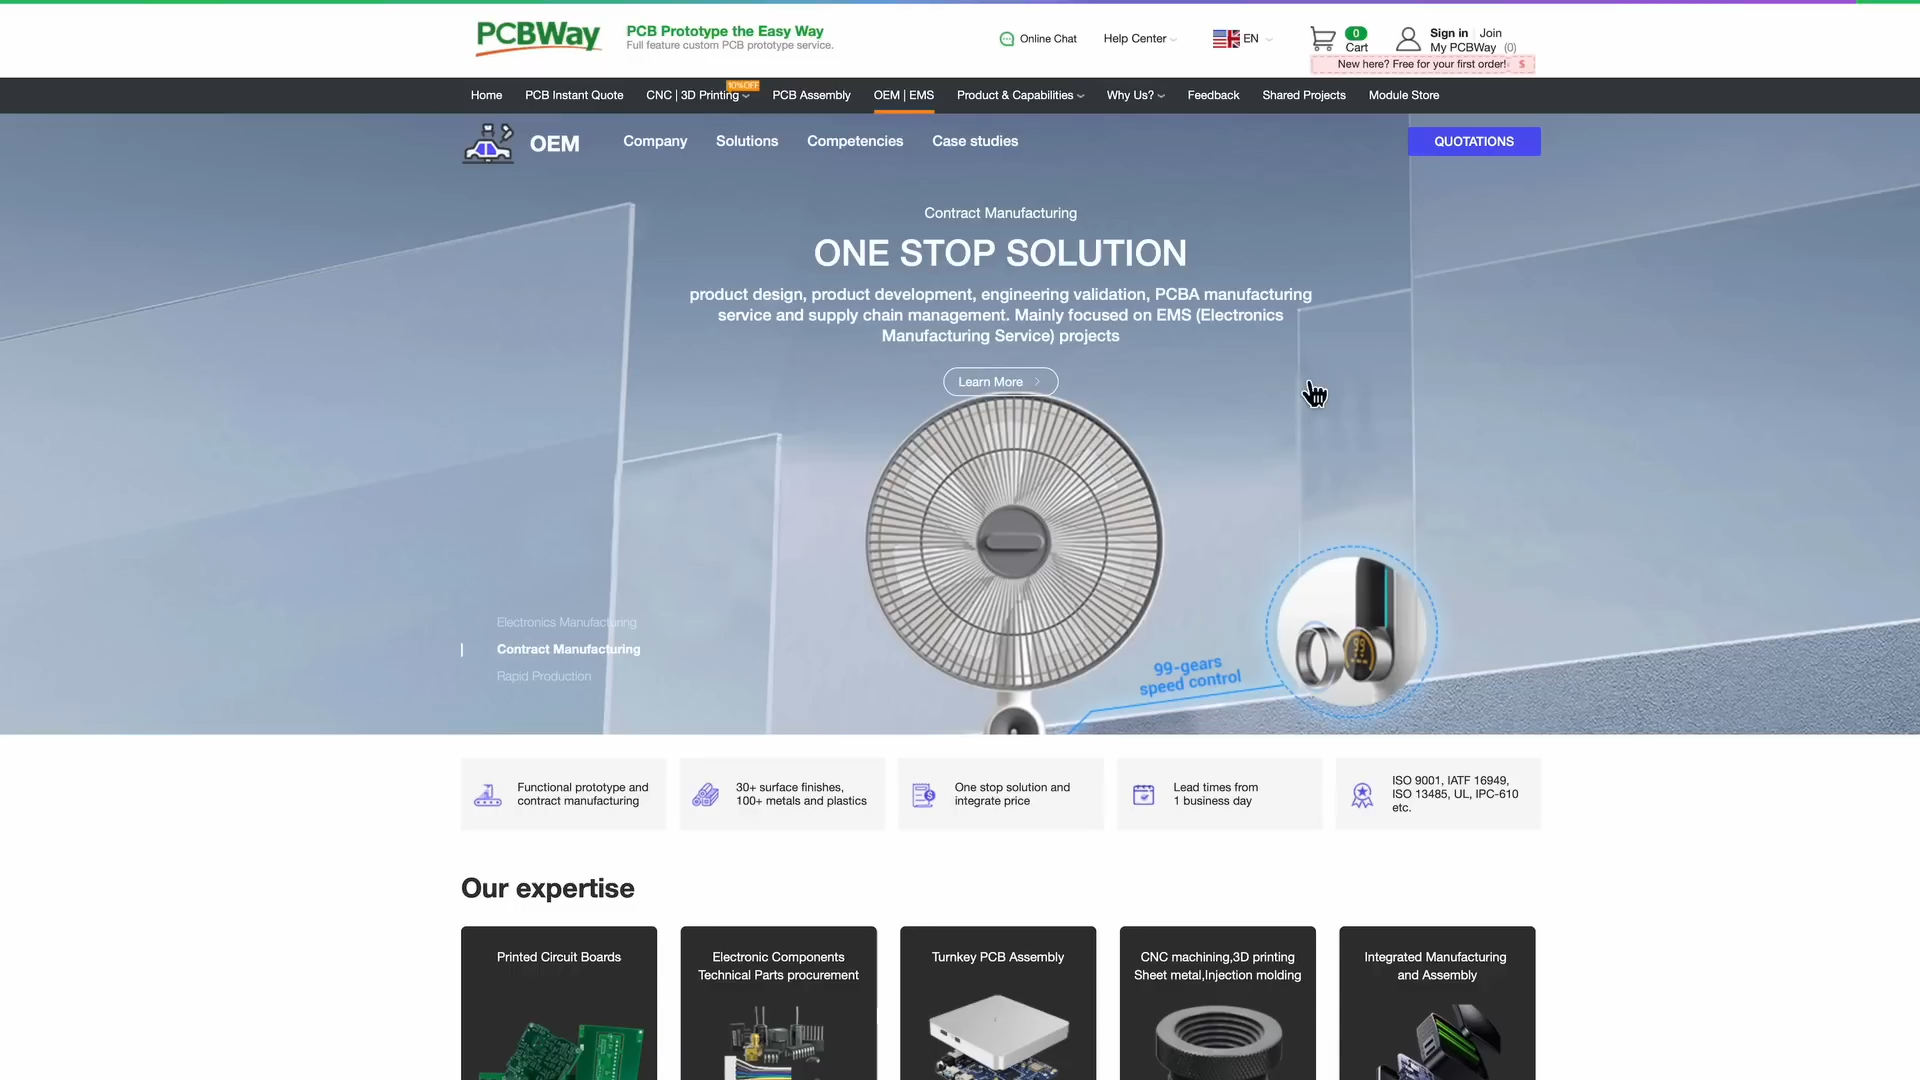 PCBWay
PCB Prototype the Easy Way
Full feature custom PCB prototype service.
Online Chat
Help Center
EN
0
Cart
Sign in
Join
My PCBWay (0)
New here? Free for your first order! $
Home
PCB Instant Quote
CNC | 3D Printing
10%OFF
PCB Assembly
OEM | EMS
Product & Capabilities
Why Us?
Feedback
Shared Projects
Module Store
OEM
Company
Solutions
Competencies
Case studies
QUOTATIONS
Contract Manufacturing
ONE STOP SOLUTION
product design, product development, engineering validation, PCBA manufacturing
service and supply chain management. Mainly focused on EMS (Electronics
Manufacturing Service) projects
Learn More
99-gears
speed control
99
Electronics Manufacturing
Contract Manufacturing
Rapid Production
Functional prototype and
contract manufacturing
30+ surface finishes,
100+ metals and plastics
One stop solution and
integrate price
Lead times from
1 business day
ISO 9001, IATF 16949,
ISO 13485, UL, IPC-610
etc.
Our expertise
Printed Circuit Boards
Electronic Components
Technical Parts procurement
Turnkey PCB Assembly
CNC machining,3D printing
Sheet metal,Injection molding
Integrated Manufacturing
and Assembly